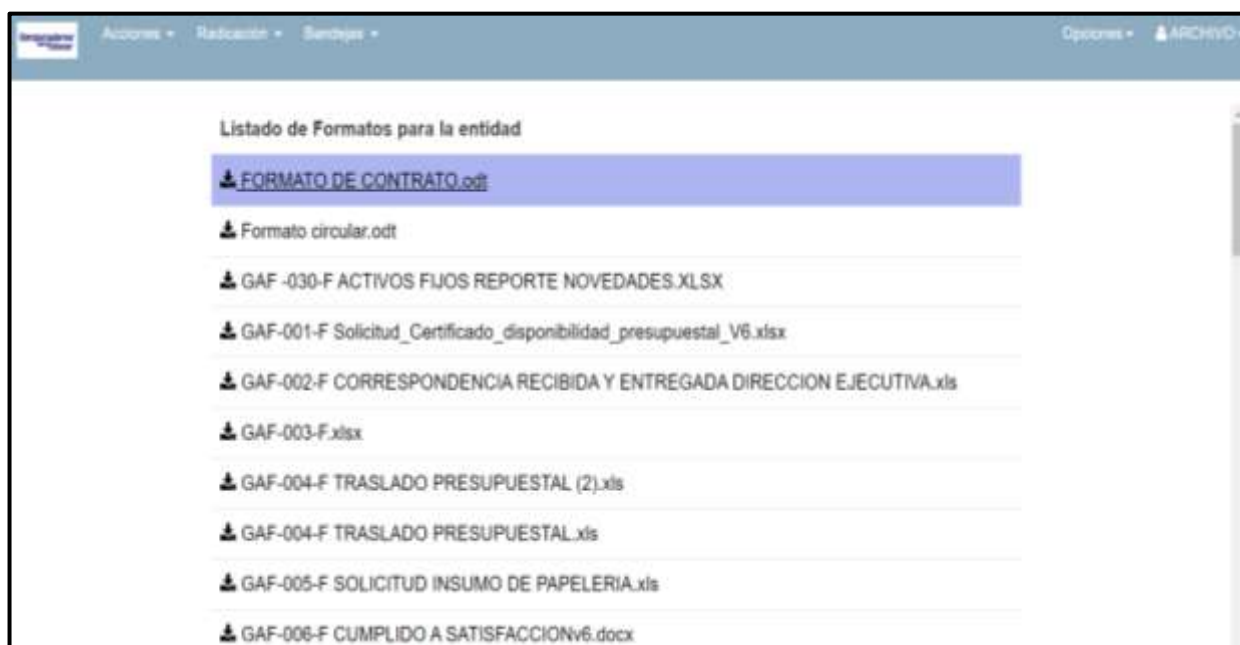 Acciones Radicación Bandejas Opciones ARCHIVO
Listado de Formatos para la entidad
FORMATO DE CONTRATO.odt
Formato circular.odt
GAF -030-F ACTIVOS FIJOS REPORTE NOVEDADES.XLSX
GAF-001-F Solicitud_Certificado_disponibilidad_presupuestal_V6.xlsx
GAF-002-F CORRESPONDENCIA RECIBIDA Y ENTREGADA DIRECCION EJECUTIVA.xls
GAF-003-F.xlsx
GAF-004-F TRASLADO PRESUPUESTAL (2).xls
GAF-004-F TRASLADO PRESUPUESTAL.xls
GAF-005-F SOLICITUD INSUMO DE PAPELERIA.xls
GAF-006-F CUMPLIDO A SATISFACCIONv6.docx